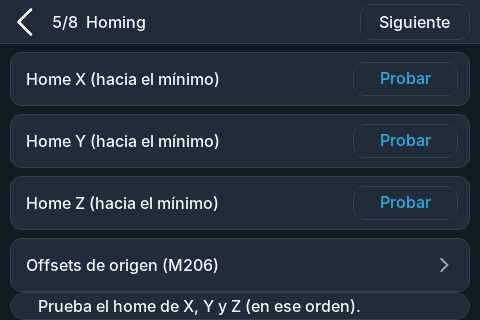 5/8 Homing
Siguiente
Home X (hacia el mínimo)
Probar
Home Y (hacia el mínimo)
Probar
Home Z (hacia el mínimo)
Probar
Offsets de origen (M206)
Prueba el home de X, Y y Z (en ese orden).